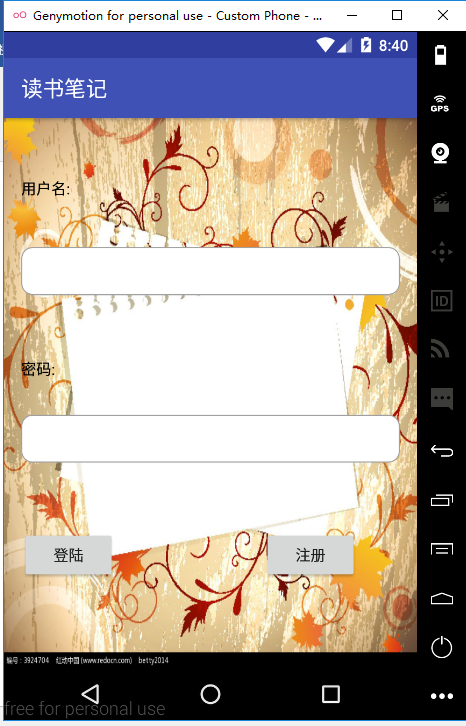 Genymotion for personal use - Custom Phone - ...
8:40
读书笔记
GPS
用户名:
ID
密码:
登陆
注册
编号:3924704 红动中国 (www.redocn.com) betty2014
free for personal use